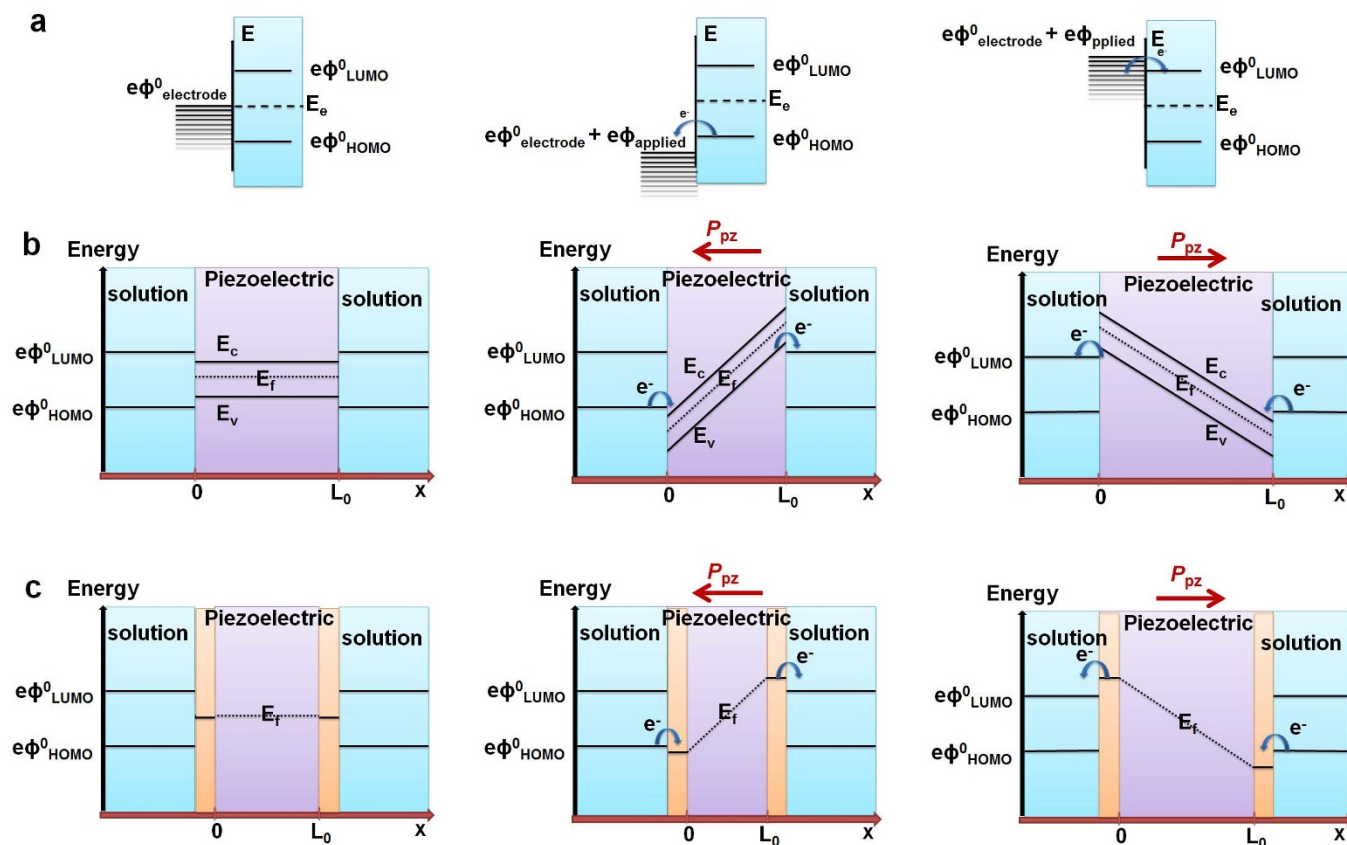 a
E
eϕ⁰LUMO
eϕ⁰electrode
Ee
eϕ⁰HOMO
E
eϕ⁰LUMO
Ee
e-
eϕ⁰electrode + eϕapplied
eϕ⁰HOMO
eϕ⁰electrode + eϕpplied
E
e-
eϕ⁰LUMO
Ee
eϕ⁰HOMO
b
Energy
Piezoelectric
solution
solution
eϕ⁰LUMO
Ec
Ef
eϕ⁰HOMO
Ev
0
L0
x
Ppz
Energy
Piezoelectric
solution
solution
e-
eϕ⁰LUMO
Ec
Ef
e-
eϕ⁰HOMO
Ev
0
L0
x
Ppz
Energy
Piezoelectric
solution
solution
e-
eϕ⁰LUMO
Ec
Ef
e-
eϕ⁰HOMO
Ev
0
L0
x
c
Energy
Piezoelectric
solution
solution
eϕ⁰LUMO
Ef
eϕ⁰HOMO
0
L0
x
Ppz
Energy
Piezoelectric
solution
solution
e-
eϕ⁰LUMO
Ef
e-
eϕ⁰HOMO
0
L0
x
Ppz
Energy
Piezoelectric
solution
solution
e-
eϕ⁰LUMO
Ef
e-
eϕ⁰HOMO
0
L0
x